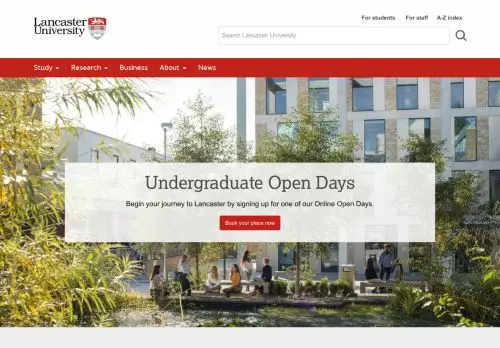 Lancaster
University
For students
For staff
A-Z index
Search Lancaster University
Study
Research
Business
About
News
Undergraduate Open Days
Begin your journey to Lancaster by signing up for one of our Online Open Days.
Book your place now